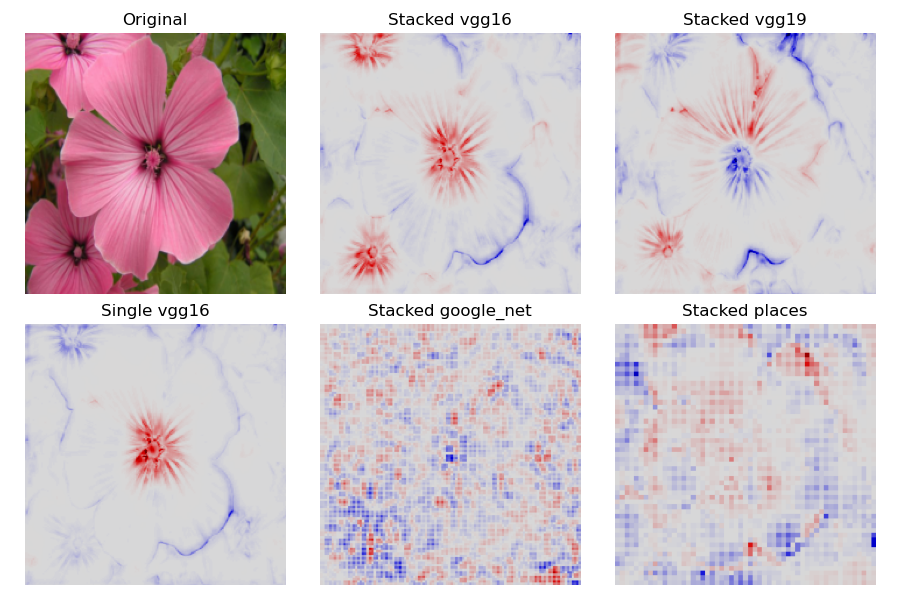 Original
Stacked vgg16
Stacked vgg19
Single vgg16
Stacked google_net
Stacked places